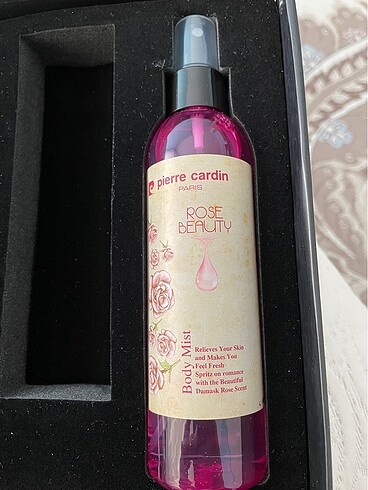 pierre cardin
PARIS
ROSE
BEAUTY
Body Mist
Relieves Your Skin
and Makes You
Feel Fresh
Spritz on romance
with the Beautiful
Damask Rose Scent